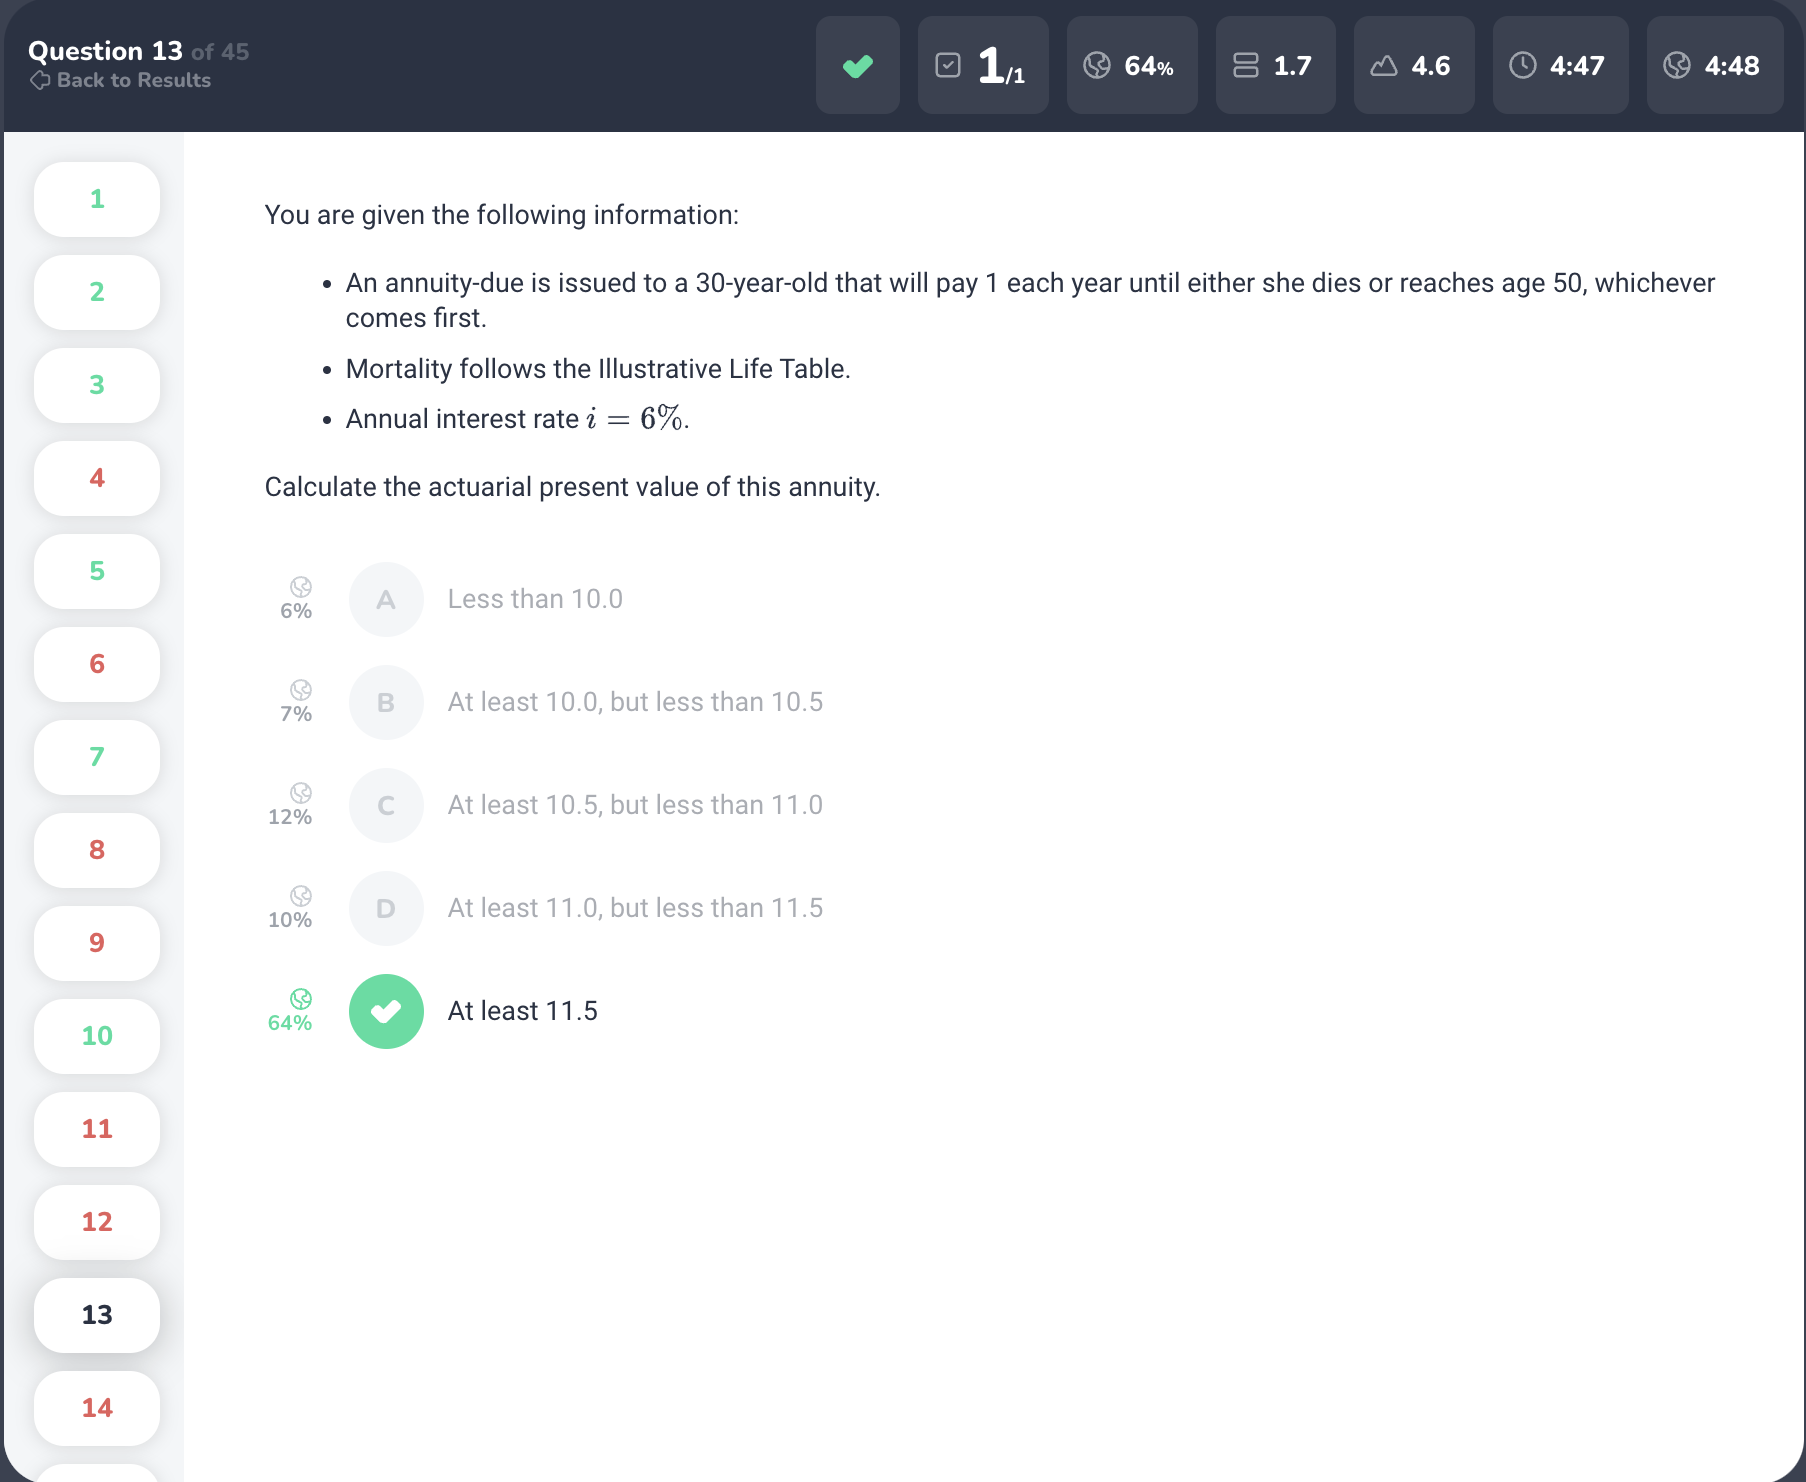 Question 13 of 45
Back to Results
1/1
64%
1.7
4.6
4:47
4:48
1
2
3
4
5
6
7
8
9
10
11
12
13
14
You are given the following information:
• An annuity-due is issued to a 30-year-old that will pay 1 each year until either she dies or reaches age 50, whichever
comes first.
• Mortality follows the Illustrative Life Table.
• Annual interest rate i = 6%.
Calculate the actuarial present value of this annuity.
6% A Less than 10.0
7% B At least 10.0, but less than 10.5
12% C At least 10.5, but less than 11.0
10% D At least 11.0, but less than 11.5
64% At least 11.5